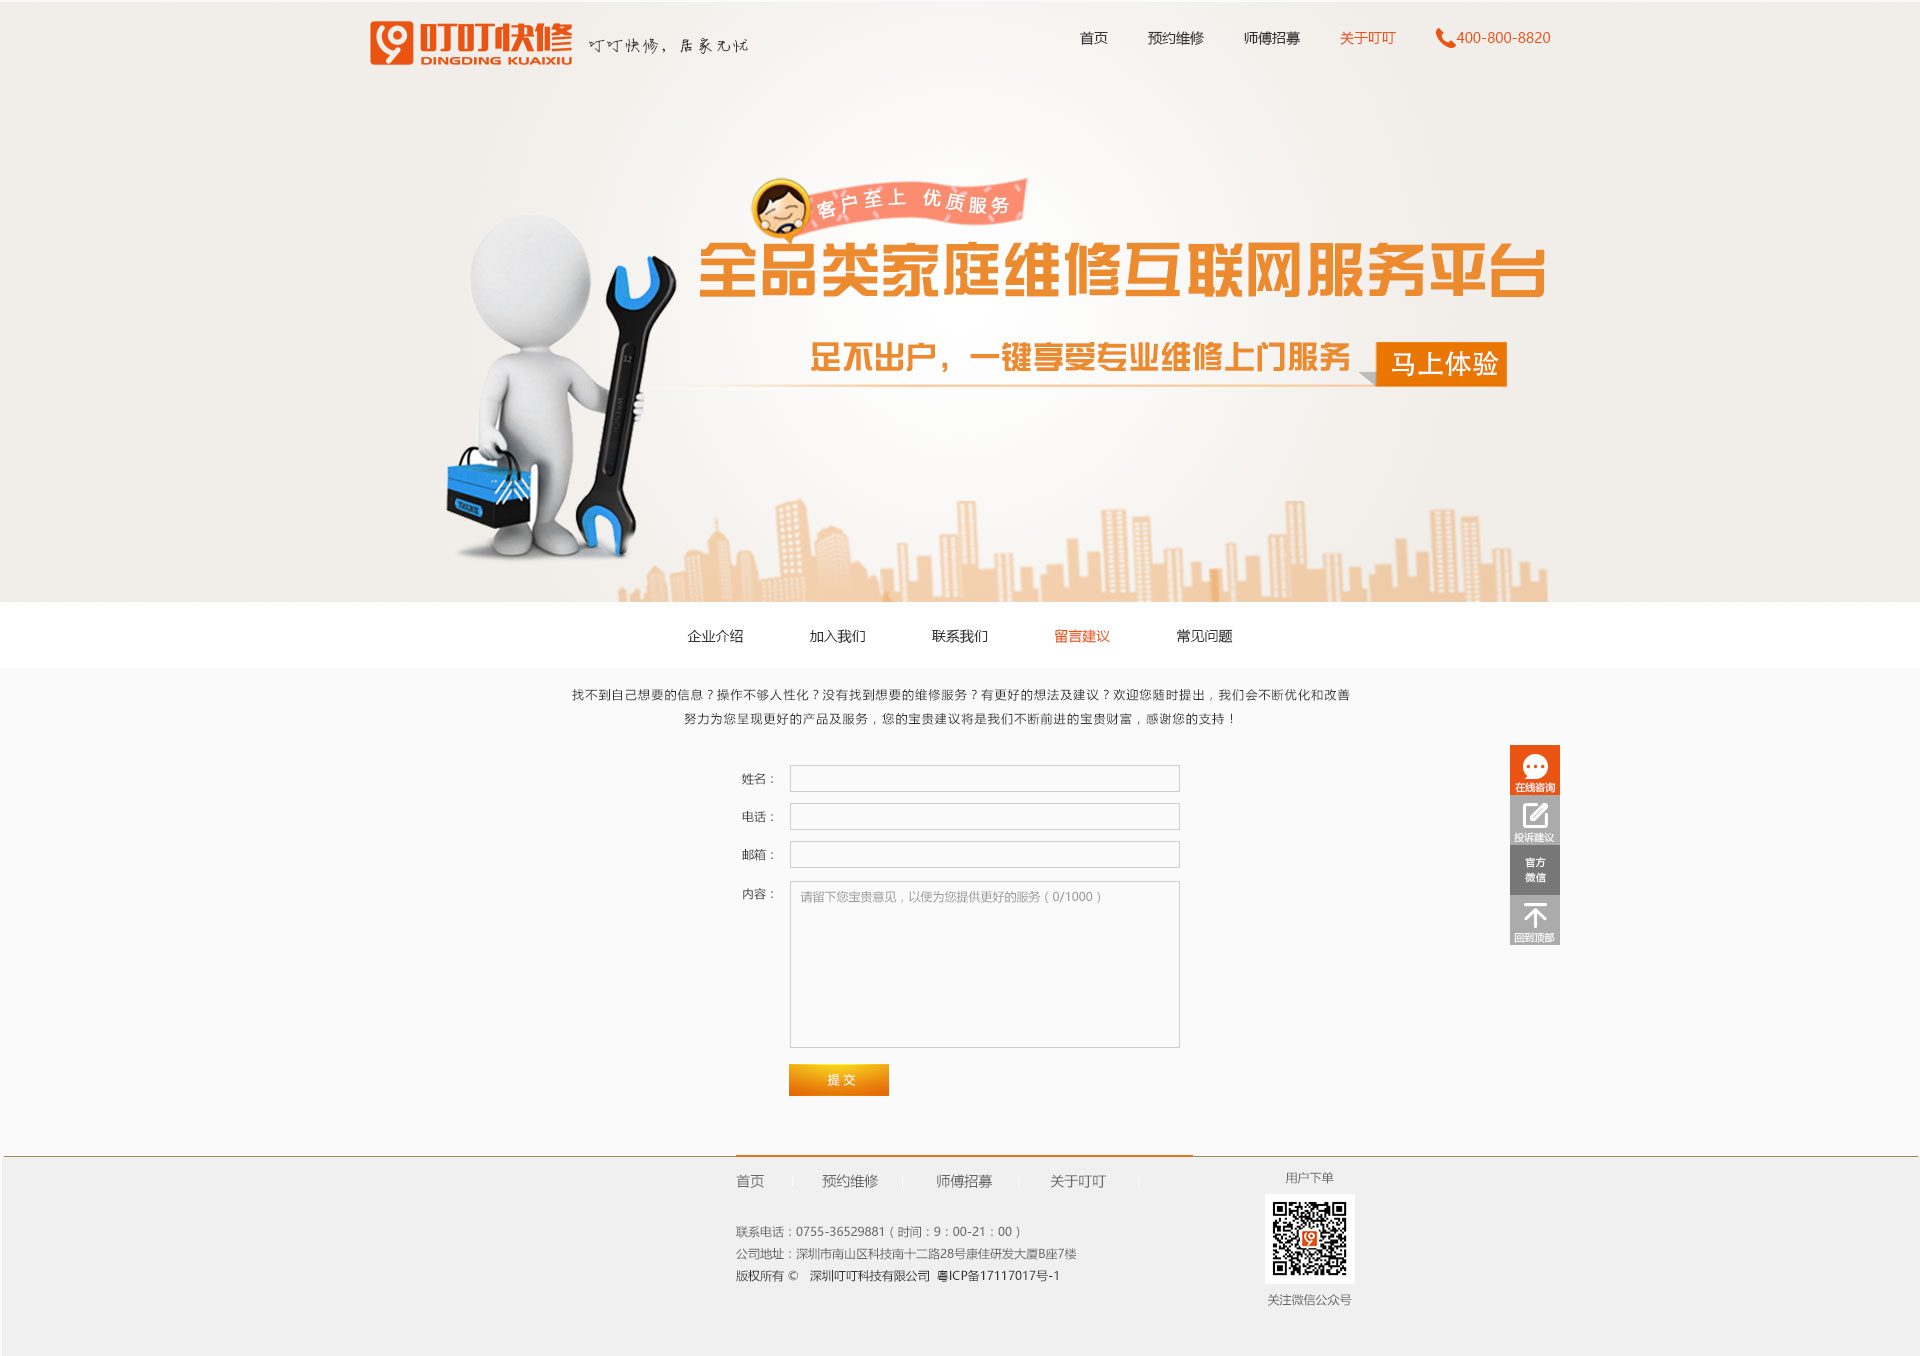 叮叮快修
DINGDING KUAIXIU
叮叮快修，居家无忧
首页 预约维修 师傅招募 关于叮叮 400-800-8820
客户至上 优质服务
全品类家庭维修互联网服务平台
足不出户，一键享受专业维修上门服务
马上体验
12
企业介绍 加入我们 联系我们 留言建议 常见问题
找不到自己想要的信息？操作不够人性化？没有找到想要的维修服务？有更好的想法及建议？欢迎您随时提出，我们会不断优化和改善
努力为您呈现更好的产品及服务，您的宝贵建议将是我们不断前进的宝贵财富，感谢您的支持！
姓名：
电话：
邮箱：
内容：
请留下您宝贵意见，以便为您提供更好的服务（0/1000）
提 交
在线咨询
投诉建议
官方
微信
回到顶部
首页 预约维修 师傅招募 关于叮叮
联系电话：0755-36529881（时间：9：00-21：00）
公司地址：深圳市南山区科技南十二路28号康佳研发大厦B座7楼
版权所有 © 深圳叮叮科技有限公司 粤ICP备17117017号-1
用户下单
关注微信公众号